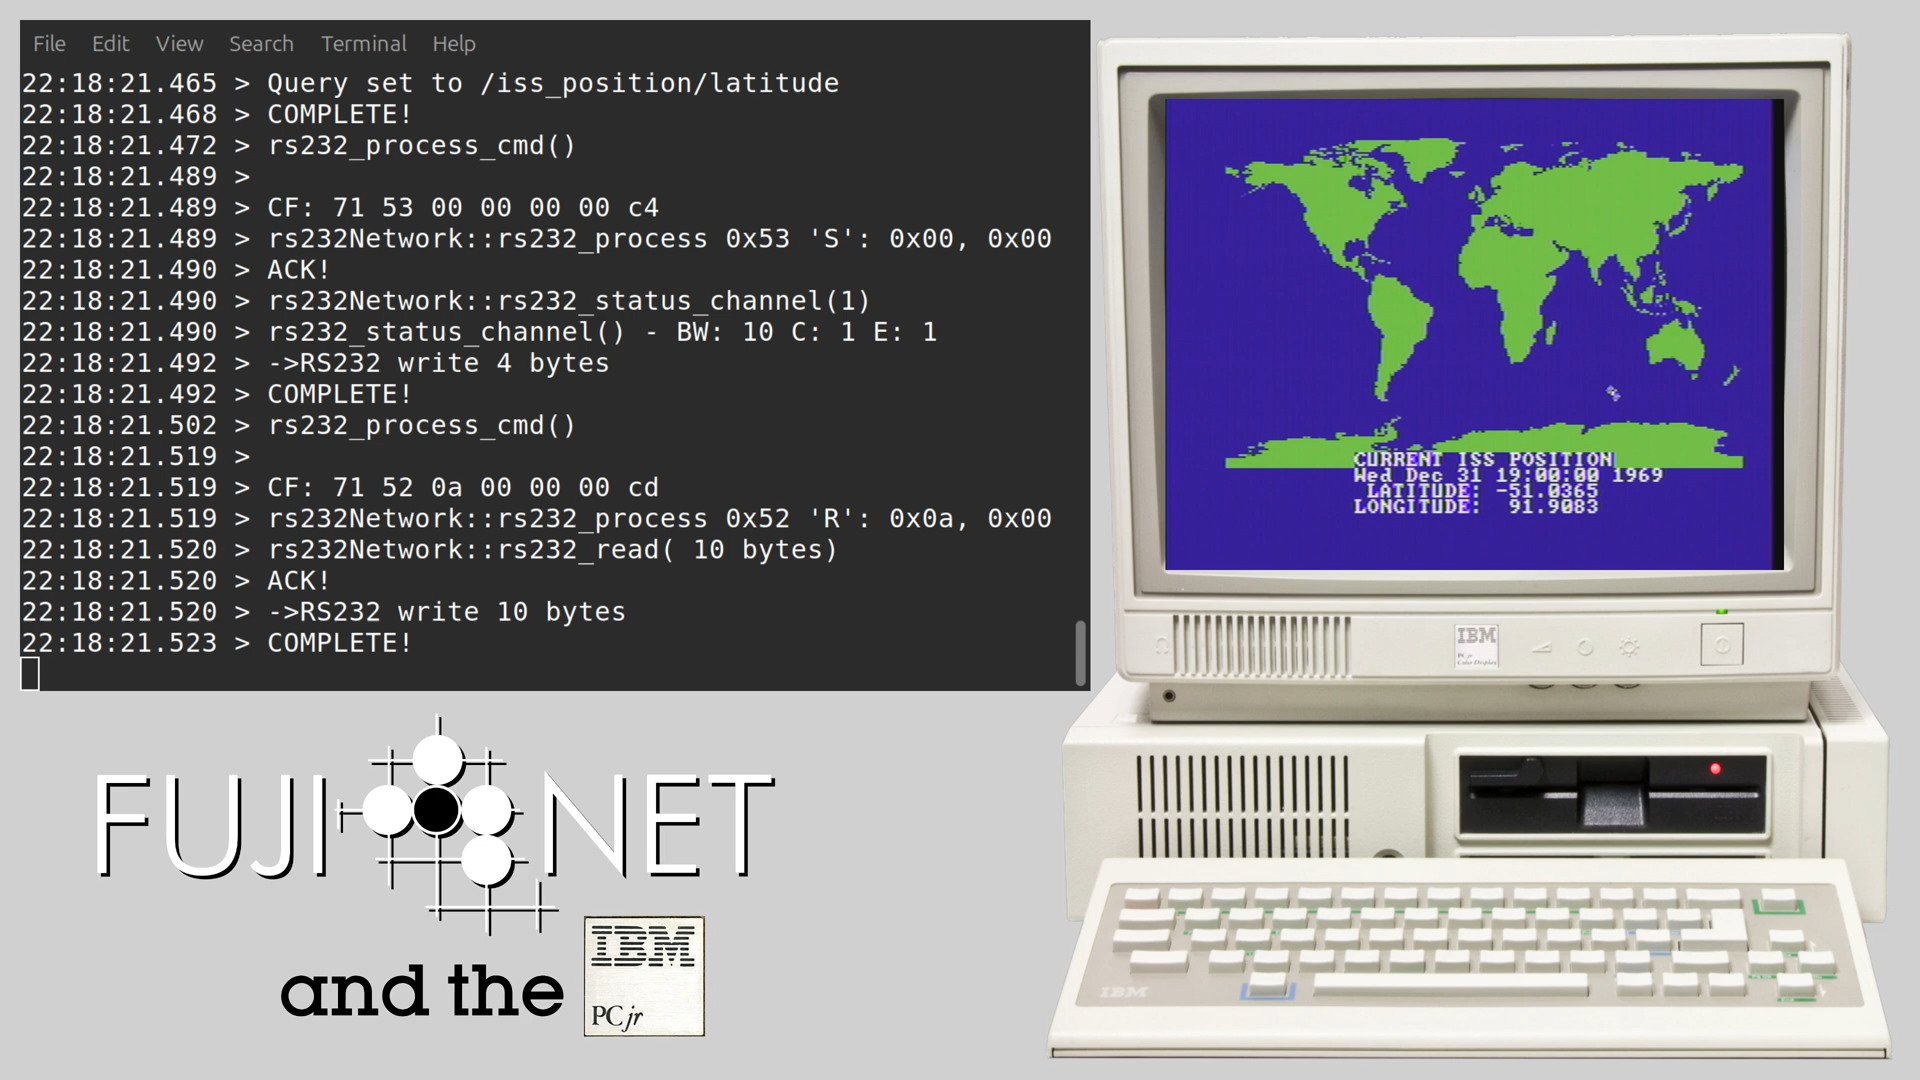 File Edit View Search Terminal Help
22:18:21.465 > Query set to /iss_position/latitude
22:18:21.468 > COMPLETE!
22:18:21.472 > rs232_process_cmd()
22:18:21.489 >
22:18:21.489 > CF: 71 53 00 00 00 00 c4
22:18:21.489 > rs232Network::rs232_process 0x53 'S': 0x00, 0x00
22:18:21.490 > ACK!
22:18:21.490 > rs232Network::rs232_status_channel(1)
22:18:21.490 > rs232_status_channel() - BW: 10 C: 1 E: 1
22:18:21.492 > ->RS232 write 4 bytes
22:18:21.492 > COMPLETE!
22:18:21.502 > rs232_process_cmd()
22:18:21.519 >
22:18:21.519 > CF: 71 52 0a 00 00 00 cd
22:18:21.519 > rs232Network::rs232_process 0x52 'R': 0x0a, 0x00
22:18:21.520 > rs232Network::rs232_read( 10 bytes)
22:18:21.520 > ACK!
22:18:21.520 > ->RS232 write 10 bytes
22:18:21.523 > COMPLETE!
CURRENT ISS POSITION
Wed Dec 31 19:00:00 1969
LATITUDE: -51.0365
LONGITUDE: 91.9083
IBM
PCjr
Color Display
FUJI NET
and the
IBM
PCjr
IBM